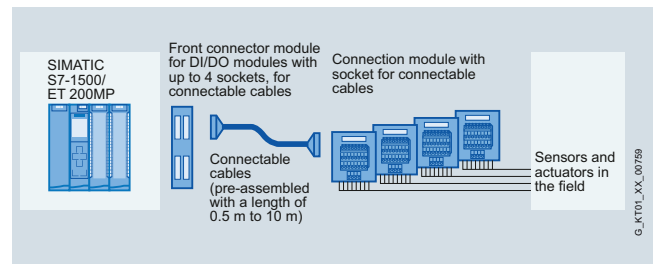 SIMATIC
S7-1500/
ET 200MP
Front connector module
for DI/DO modules with
up to 4 sockets, for
connectable cables
Connectable
cables
(pre-assembled
with a length of
0.5 m to 10 m)
Connection module with
socket for connectable
cables
Sensors and
actuators in
the field
G_KT01_XX_00759